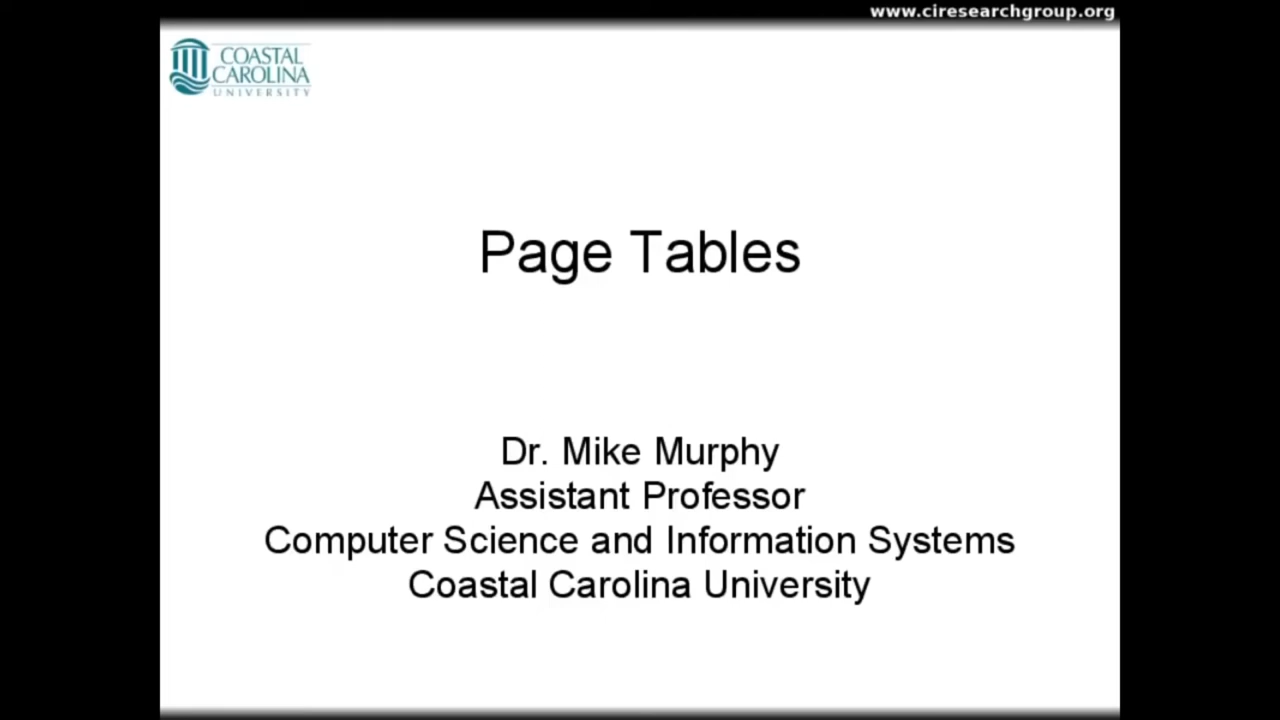 www.ciresearchgroup.org
COASTAL
CAROLINA
UNIVERSITY
Page Tables
Dr. Mike Murphy
Assistant Professor
Computer Science and Information Systems
Coastal Carolina University